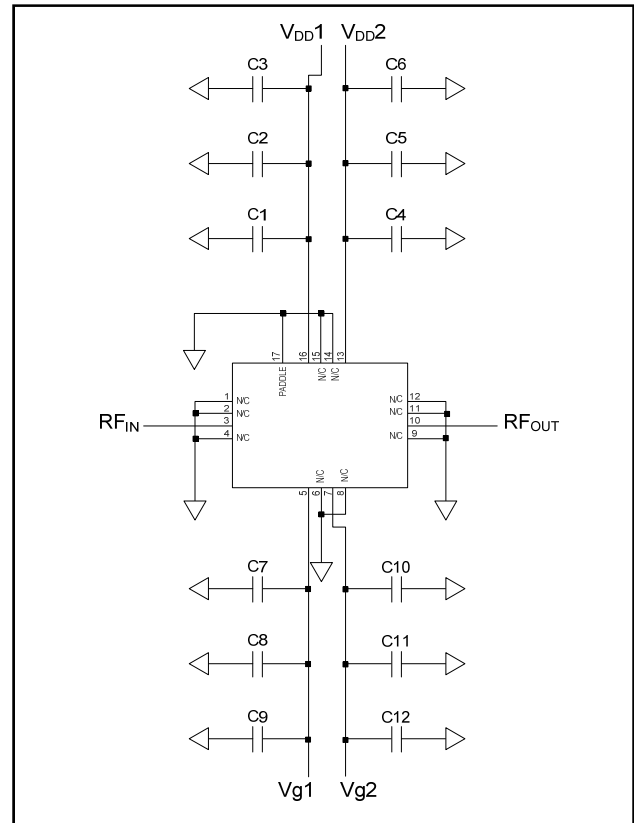 VDD1 VDD2
C3 C6
C2 C5
C1 C4
17 16 15 14 13
PADDLE N/C N/C
1 N/C N/C 12
2 N/C N/C 11
RFIN 3 10 RFOUT
4 N/C N/C 9
N/C N/C
5 6 7 8
C7 C10
C8 C11
C9 C12
Vg1 Vg2